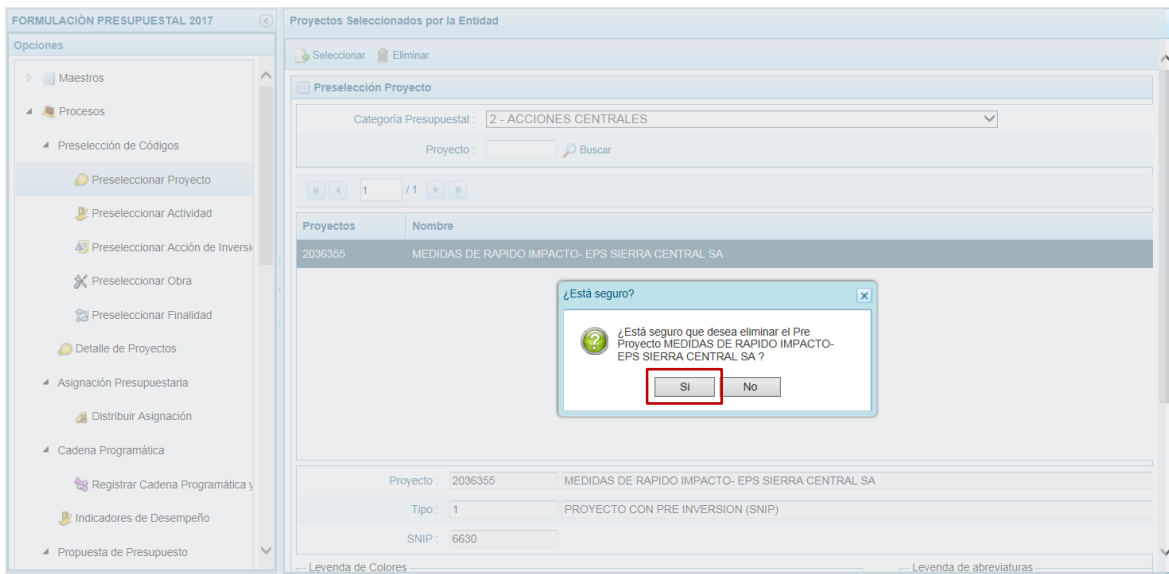 FORMULACIÓN PRESUPUESTAL 2017
Opciones
Maestros
Procesos
Preselección de Códigos
Preseleccionar Proyecto
Preseleccionar Actividad
Preseleccionar Acción de Inversi
Preseleccionar Obra
Preseleccionar Finalidad
Detalle de Proyectos
Asignación Presupuestaria
Distribuir Asignación
Cadena Programática
Registrar Cadena Programática y
Indicadores de Desempeño
Propuesta de Presupuesto
Proyectos Seleccionados por la Entidad
Seleccionar Eliminar
Preselección Proyecto
Categoría Presupuestal : 2 - ACCIONES CENTRALES
Proyecto : Buscar
1 / 1
Proyectos Nombre
2036355 MEDIDAS DE RAPIDO IMPACTO- EPS SIERRA CENTRAL SA
¿Está seguro?
¿Está seguro que desea eliminar el Pre
Proyecto MEDIDAS DE RAPIDO IMPACTO-
EPS SIERRA CENTRAL SA ?
Si No
Proyecto : 2036355 MEDIDAS DE RAPIDO IMPACTO- EPS SIERRA CENTRAL SA
Tipo : 1 PROYECTO CON PRE INVERSION (SNIP)
SNIP : 6630
Leyenda de Colores Leyenda de abreviaturas